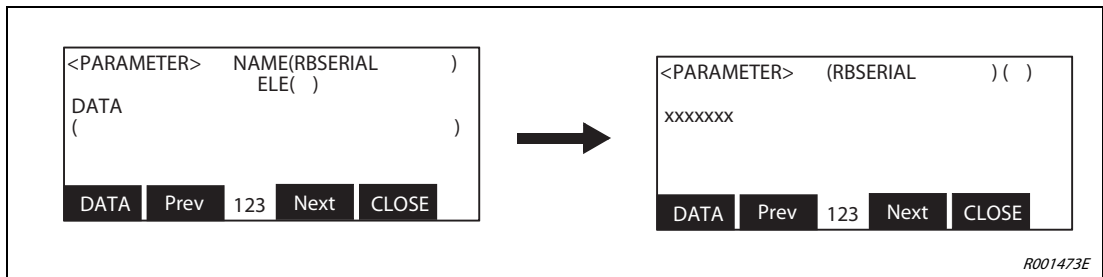 <PARAMETER> NAME(RBSERIAL )
ELE( )
DATA
( )
DATA Prev 123 Next CLOSE
<PARAMETER> (RBSERIAL ) ( )
xxxxxxx
DATA Prev 123 Next CLOSE
R001473E